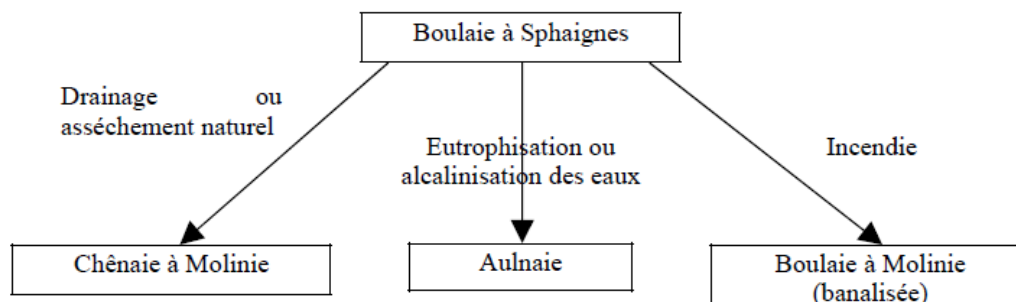 Boulaie à Sphaignes
Drainage ou
asséchement naturel
Eutrophisation ou
alcalinisation des eaux
Incendie
Chênaie à Molinie
Aulnaie
Boulaie à Molinie
(banalisée)